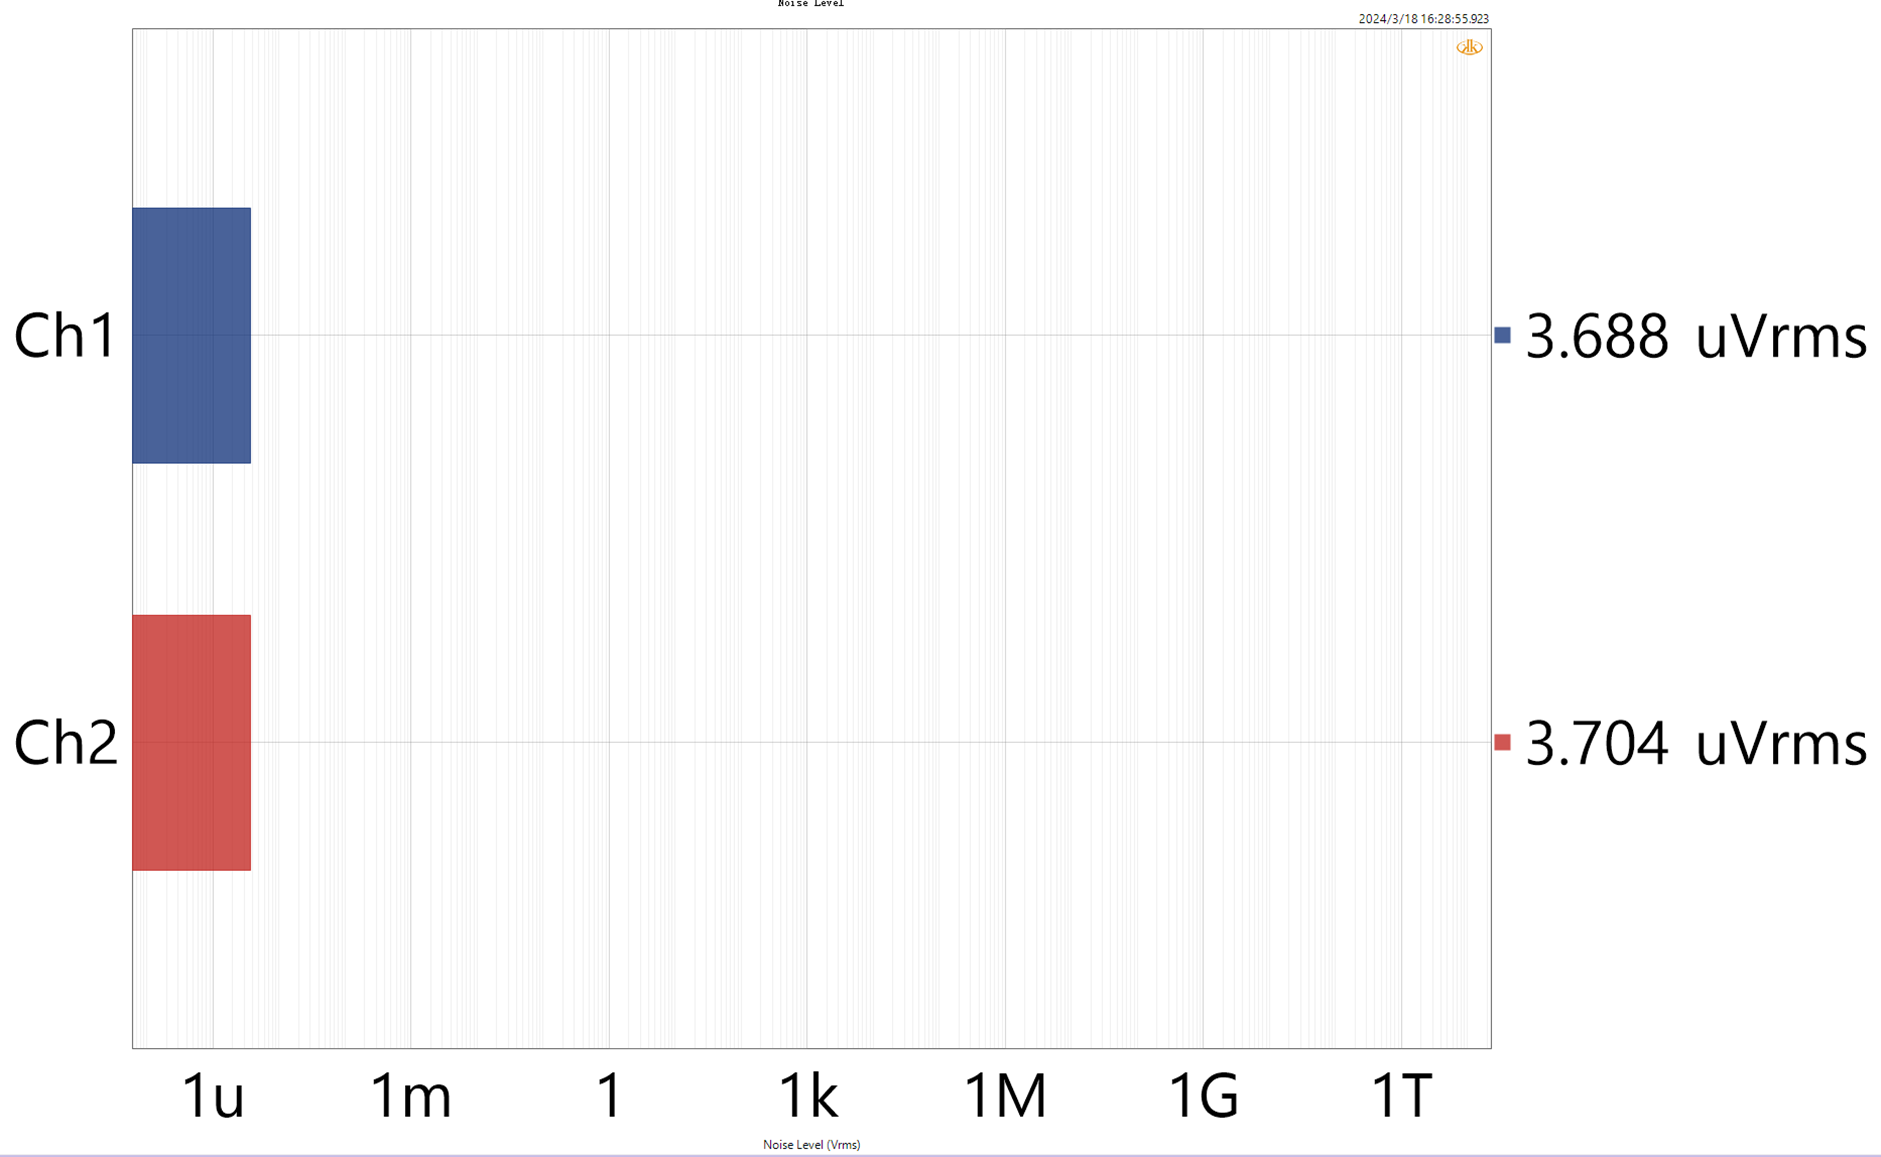 Noise Level
2024/3/18 16:28:55.923
Ch1
3.688 uVrms
Ch2
3.704 uVrms
1u 1m 1 1k 1M 1G 1T
Noise Level (Vrms)